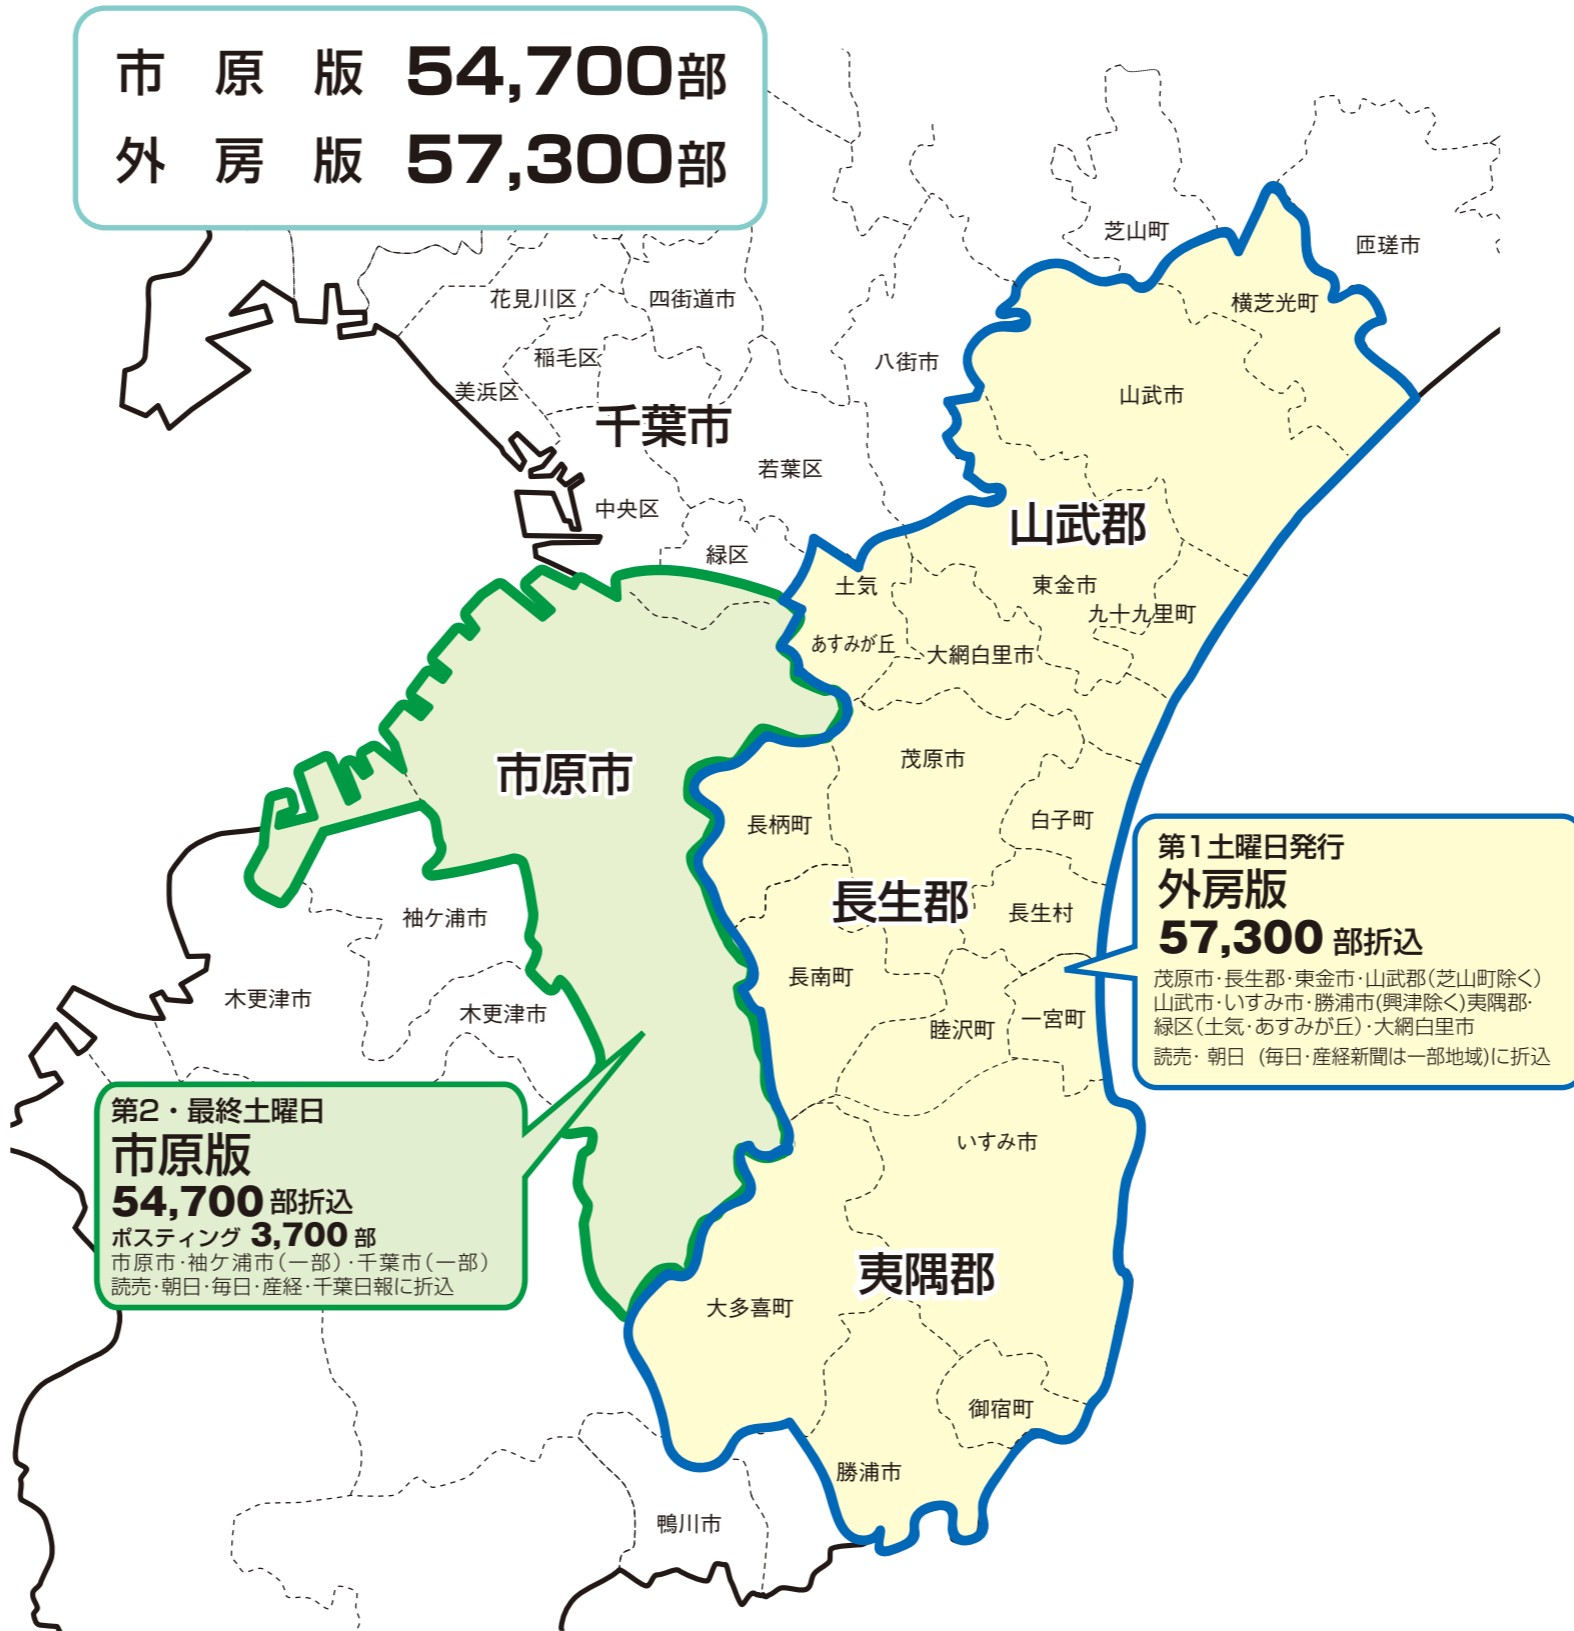 市原版 54,700部
外房版 57,300部
芝山町
匝瑳市
横芝光町
花見川区
四街道市
稲毛区
八街市
美浜区
山武市
千葉市
若葉区
中央区
山武郡
緑区
土気
東金市
九十九里町
あすみが丘
大網白里市
市原市
茂原市
長柄町
白子町
長生郡
長生村
袖ケ浦市
長南町
木更津市
木更津市
睦沢町
一宮町
第1土曜日発行
外房版
57,300 部折込
茂原市・長生郡・東金市・山武郡(芝山町除く)
山武市・いすみ市・勝浦市(興津除く)夷隅郡・
緑区(土気・あすみが丘)・大網白里市
読売・朝日 (毎日・産経新聞は一部地域)に折込
第2・最終土曜日
市原版
54,700 部折込
ポスティング 3,700 部
市原市・袖ケ浦市(一部)・千葉市(一部)
読売・朝日・毎日・産経・千葉日報に折込
いすみ市
夷隅郡
大多喜町
御宿町
勝浦市
鴨川市